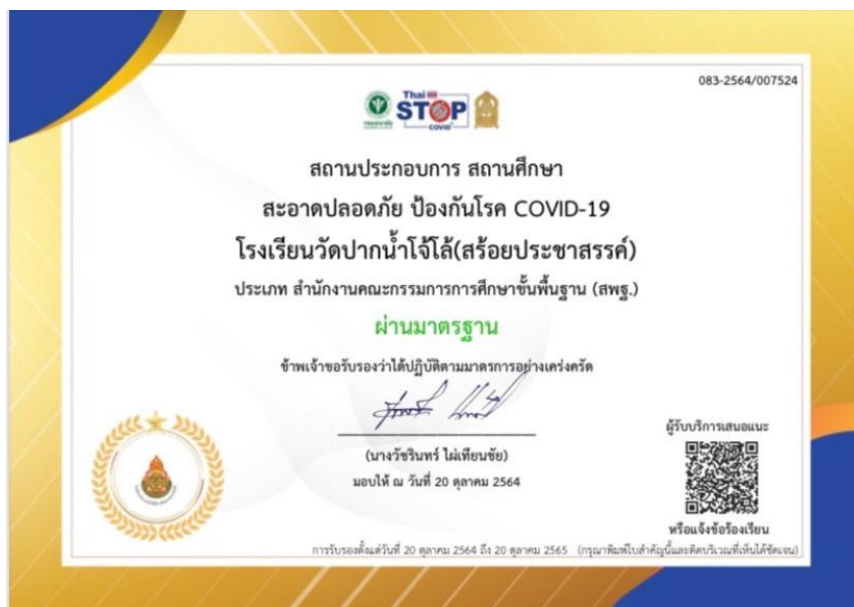 083-2564/007524
กรมอนามัย
Thai
STOP
COVID
สถานประกอบการ สถานศึกษา
สะอาดปลอดภัย ป้องกันโรค COVID-19
โรงเรียนวัดปากน้ำโจ้โล้(สร้อยประชาสรรค์)
ประเภท สำนักงานคณะกรรมการการศึกษาขั้นพื้นฐาน (สพฐ.)
ผ่านมาตรฐาน
ข้าพเจ้าขอรับรองว่าได้ปฏิบัติตามมาตรการอย่างเคร่งครัด
(นางวัชรินทร์ ไผ่เทียนชัย)
มอบให้ ณ วันที่ 20 ตุลาคม 2564
ผู้รับบริการเสนอแนะ
หรือแจ้งข้อร้องเรียน
การรับรองตั้งแต่วันที่ 20 ตุลาคม 2564 ถึง 20 ตุลาคม 2565 (กรุณาพิมพ์ใบสำคัญนี้และติดบริเวณที่เห็นได้ชัดเจน)